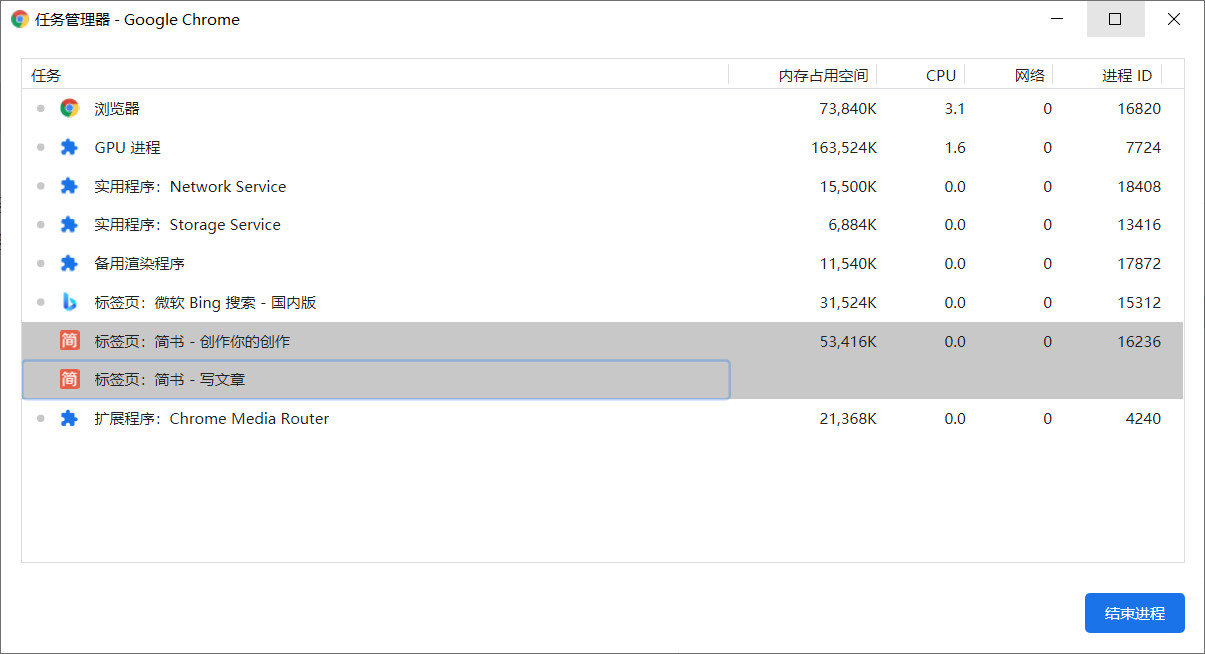 任务管理器 - Google Chrome
任务 内存占用空间 CPU 网络 进程 ID
浏览器 73,840K 3.1 0 16820
GPU 进程 163,524K 1.6 0 7724
实用程序：Network Service 15,500K 0.0 0 18408
实用程序：Storage Service 6,884K 0.0 0 13416
备用渲染程序 11,540K 0.0 0 17872
标签页：微软 Bing 搜索 - 国内版 31,524K 0.0 0 15312
简 标签页：简书 - 创作你的创作 53,416K 0.0 0 16236
简 标签页：简书 - 写文章
扩展程序：Chrome Media Router 21,368K 0.0 0 4240
结束进程